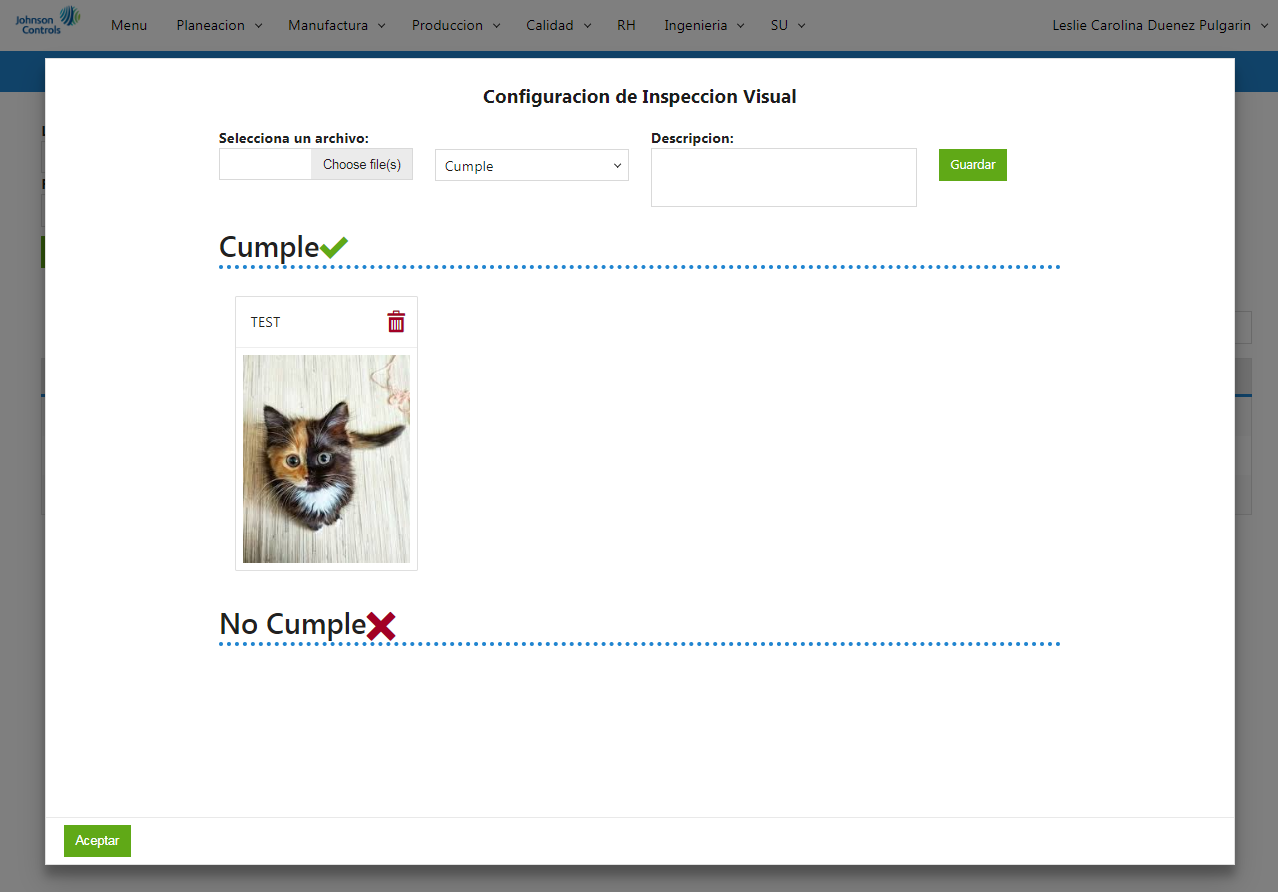 Johnson Controls
Menu Planeacion Manufactura Produccion Calidad RH Ingenieria SU Leslie Carolina Duenez Pulgarin
Configuracion de Inspeccion Visual
Selecciona un archivo:
Descripcion:
Choose file(s)
Cumple
Guardar
Cumple
TEST
No Cumple
Aceptar